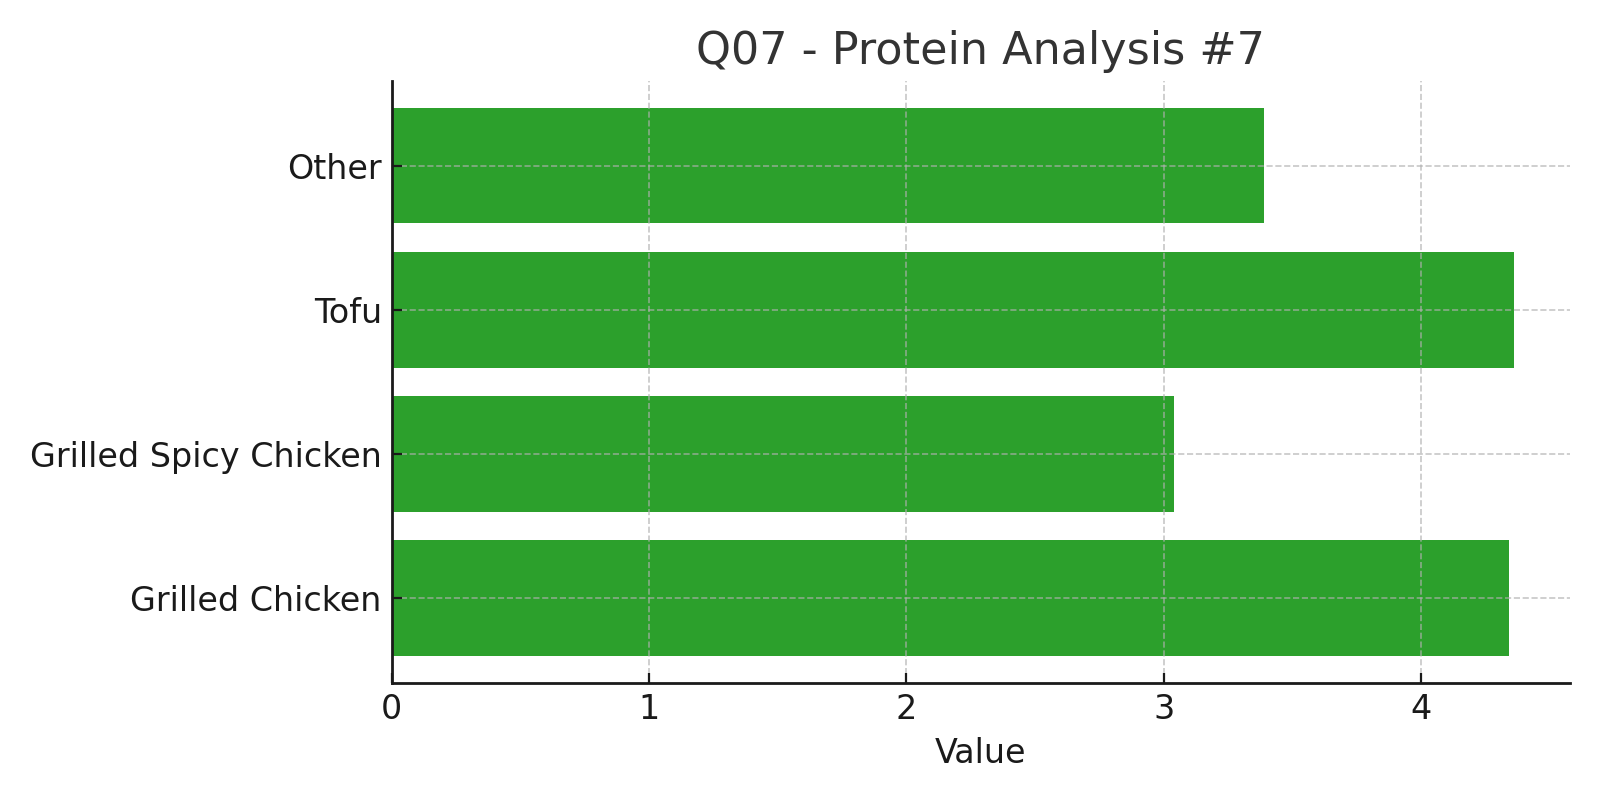 Q07 - Protein Analysis #7
Other
Tofu
Grilled Spicy Chicken
Grilled Chicken
0 1 2 3 4
Value